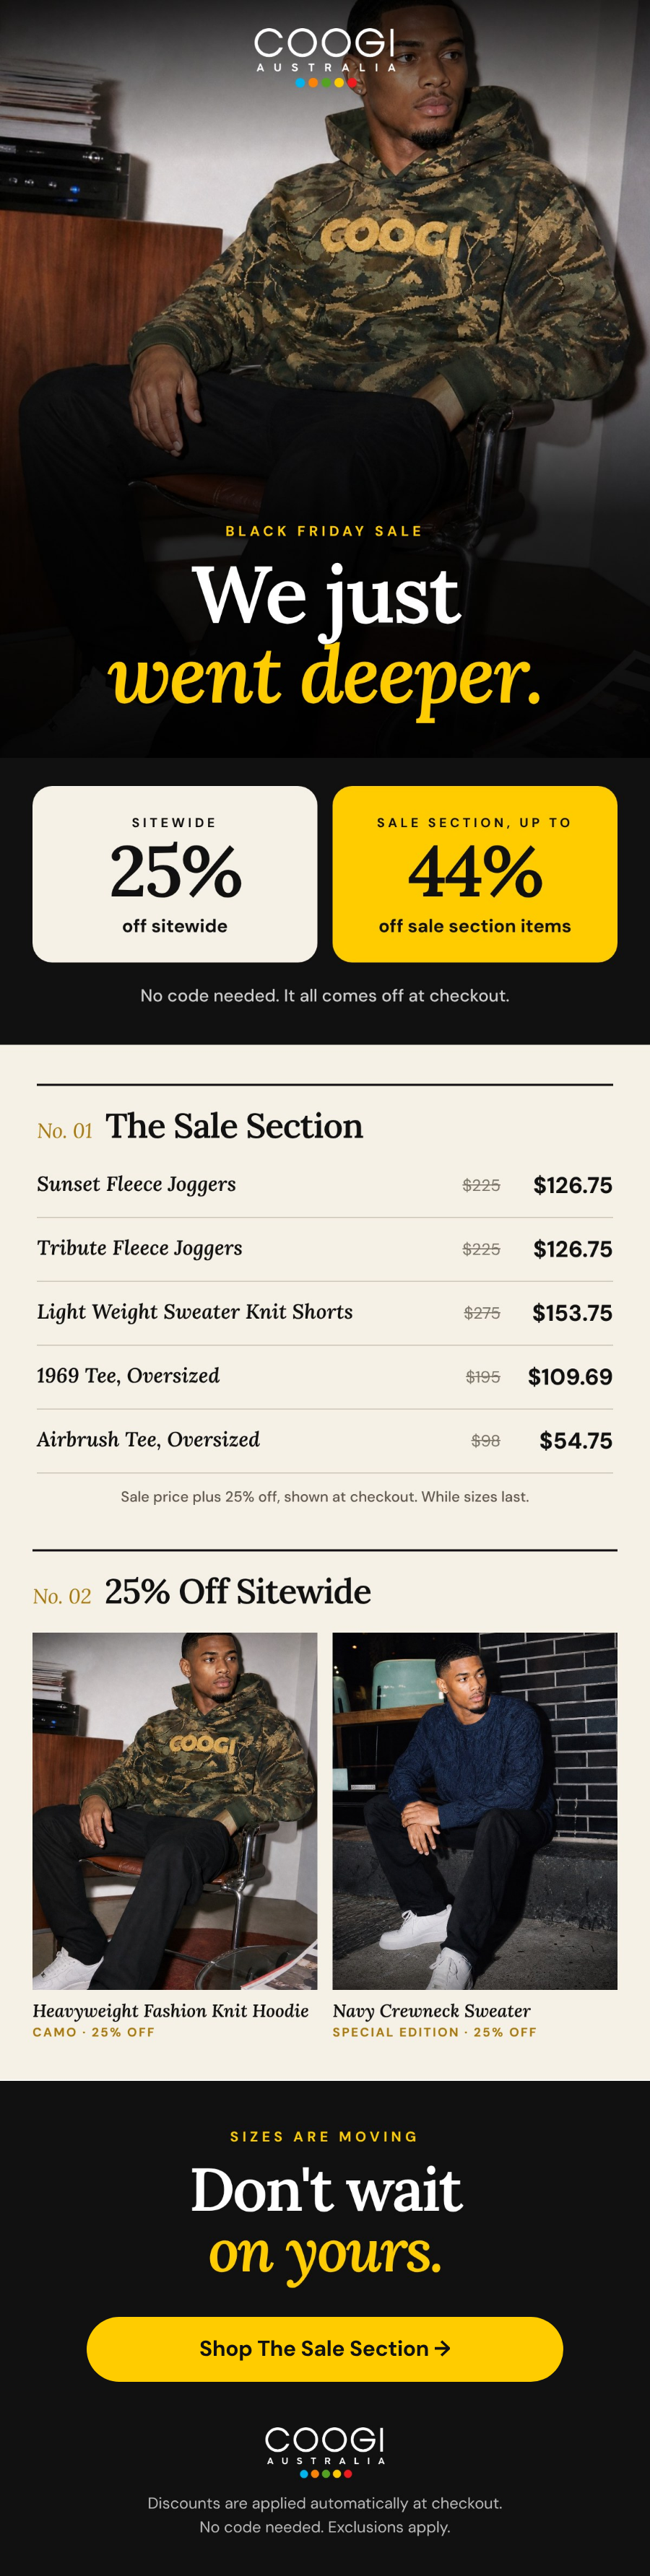 COOGI
AUSTRALIA
COOGI
BLACK FRIDAY SALE
We just
went deeper.
SITEWIDE
25%
off sitewide
SALE SECTION, UP TO
44%
off sale section items
No code needed. It all comes off at checkout.
No. 01 The Sale Section
Sunset Fleece Joggers $225 $126.75
Tribute Fleece Joggers $225 $126.75
Light Weight Sweater Knit Shorts $275 $153.75
1969 Tee, Oversized $195 $109.69
Airbrush Tee, Oversized $98 $54.75
Sale price plus 25% off, shown at checkout. While sizes last.
No. 02 25% Off Sitewide
COOGI
Heavyweight Fashion Knit Hoodie
CAMO · 25% OFF
Navy Crewneck Sweater
SPECIAL EDITION · 25% OFF
SIZES ARE MOVING
Don't wait
on yours.
Shop The Sale Section →
COOGI
AUSTRALIA
Discounts are applied automatically at checkout.
No code needed. Exclusions apply.